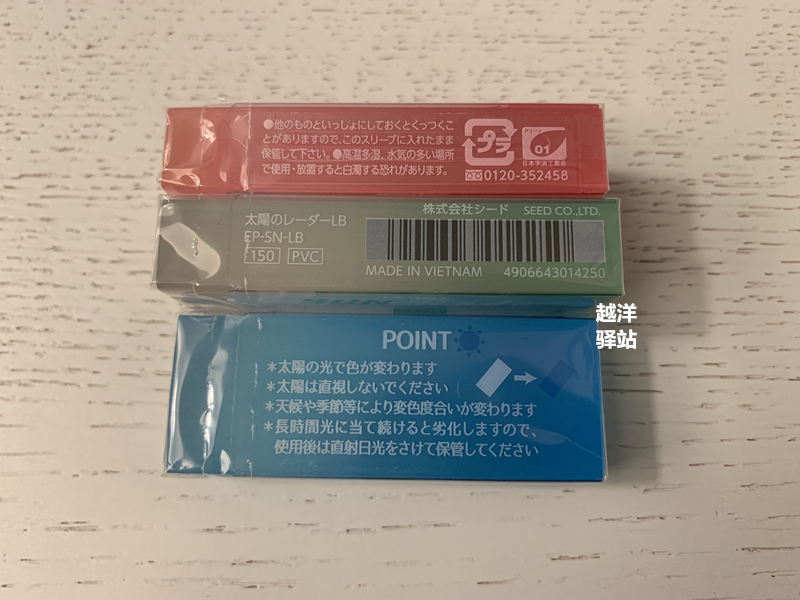 ●他のものといっしょにしておくとくっつくこ
とがありますので、このスリーブに入れたまま
保管して下さい。●高温多湿、水気の多い場所
で使用・放置すると白濁する恐れがあります。
プラ
グリーン
01
日本字消工業会
0120-352458
株式会社シード SEED CO.,LTD.
太陽のレーダーLB
EP-SN-LB
150 PVC
MADE IN VIETNAM 4906643014250
越洋
驿站
POINT
*太陽の光で色が変わります
*太陽は直視しないでください
*天候や季節等により変色度合いが変わります
*長時間光に当て続けると劣化しますので、
使用後は直射日光をさけて保管してください